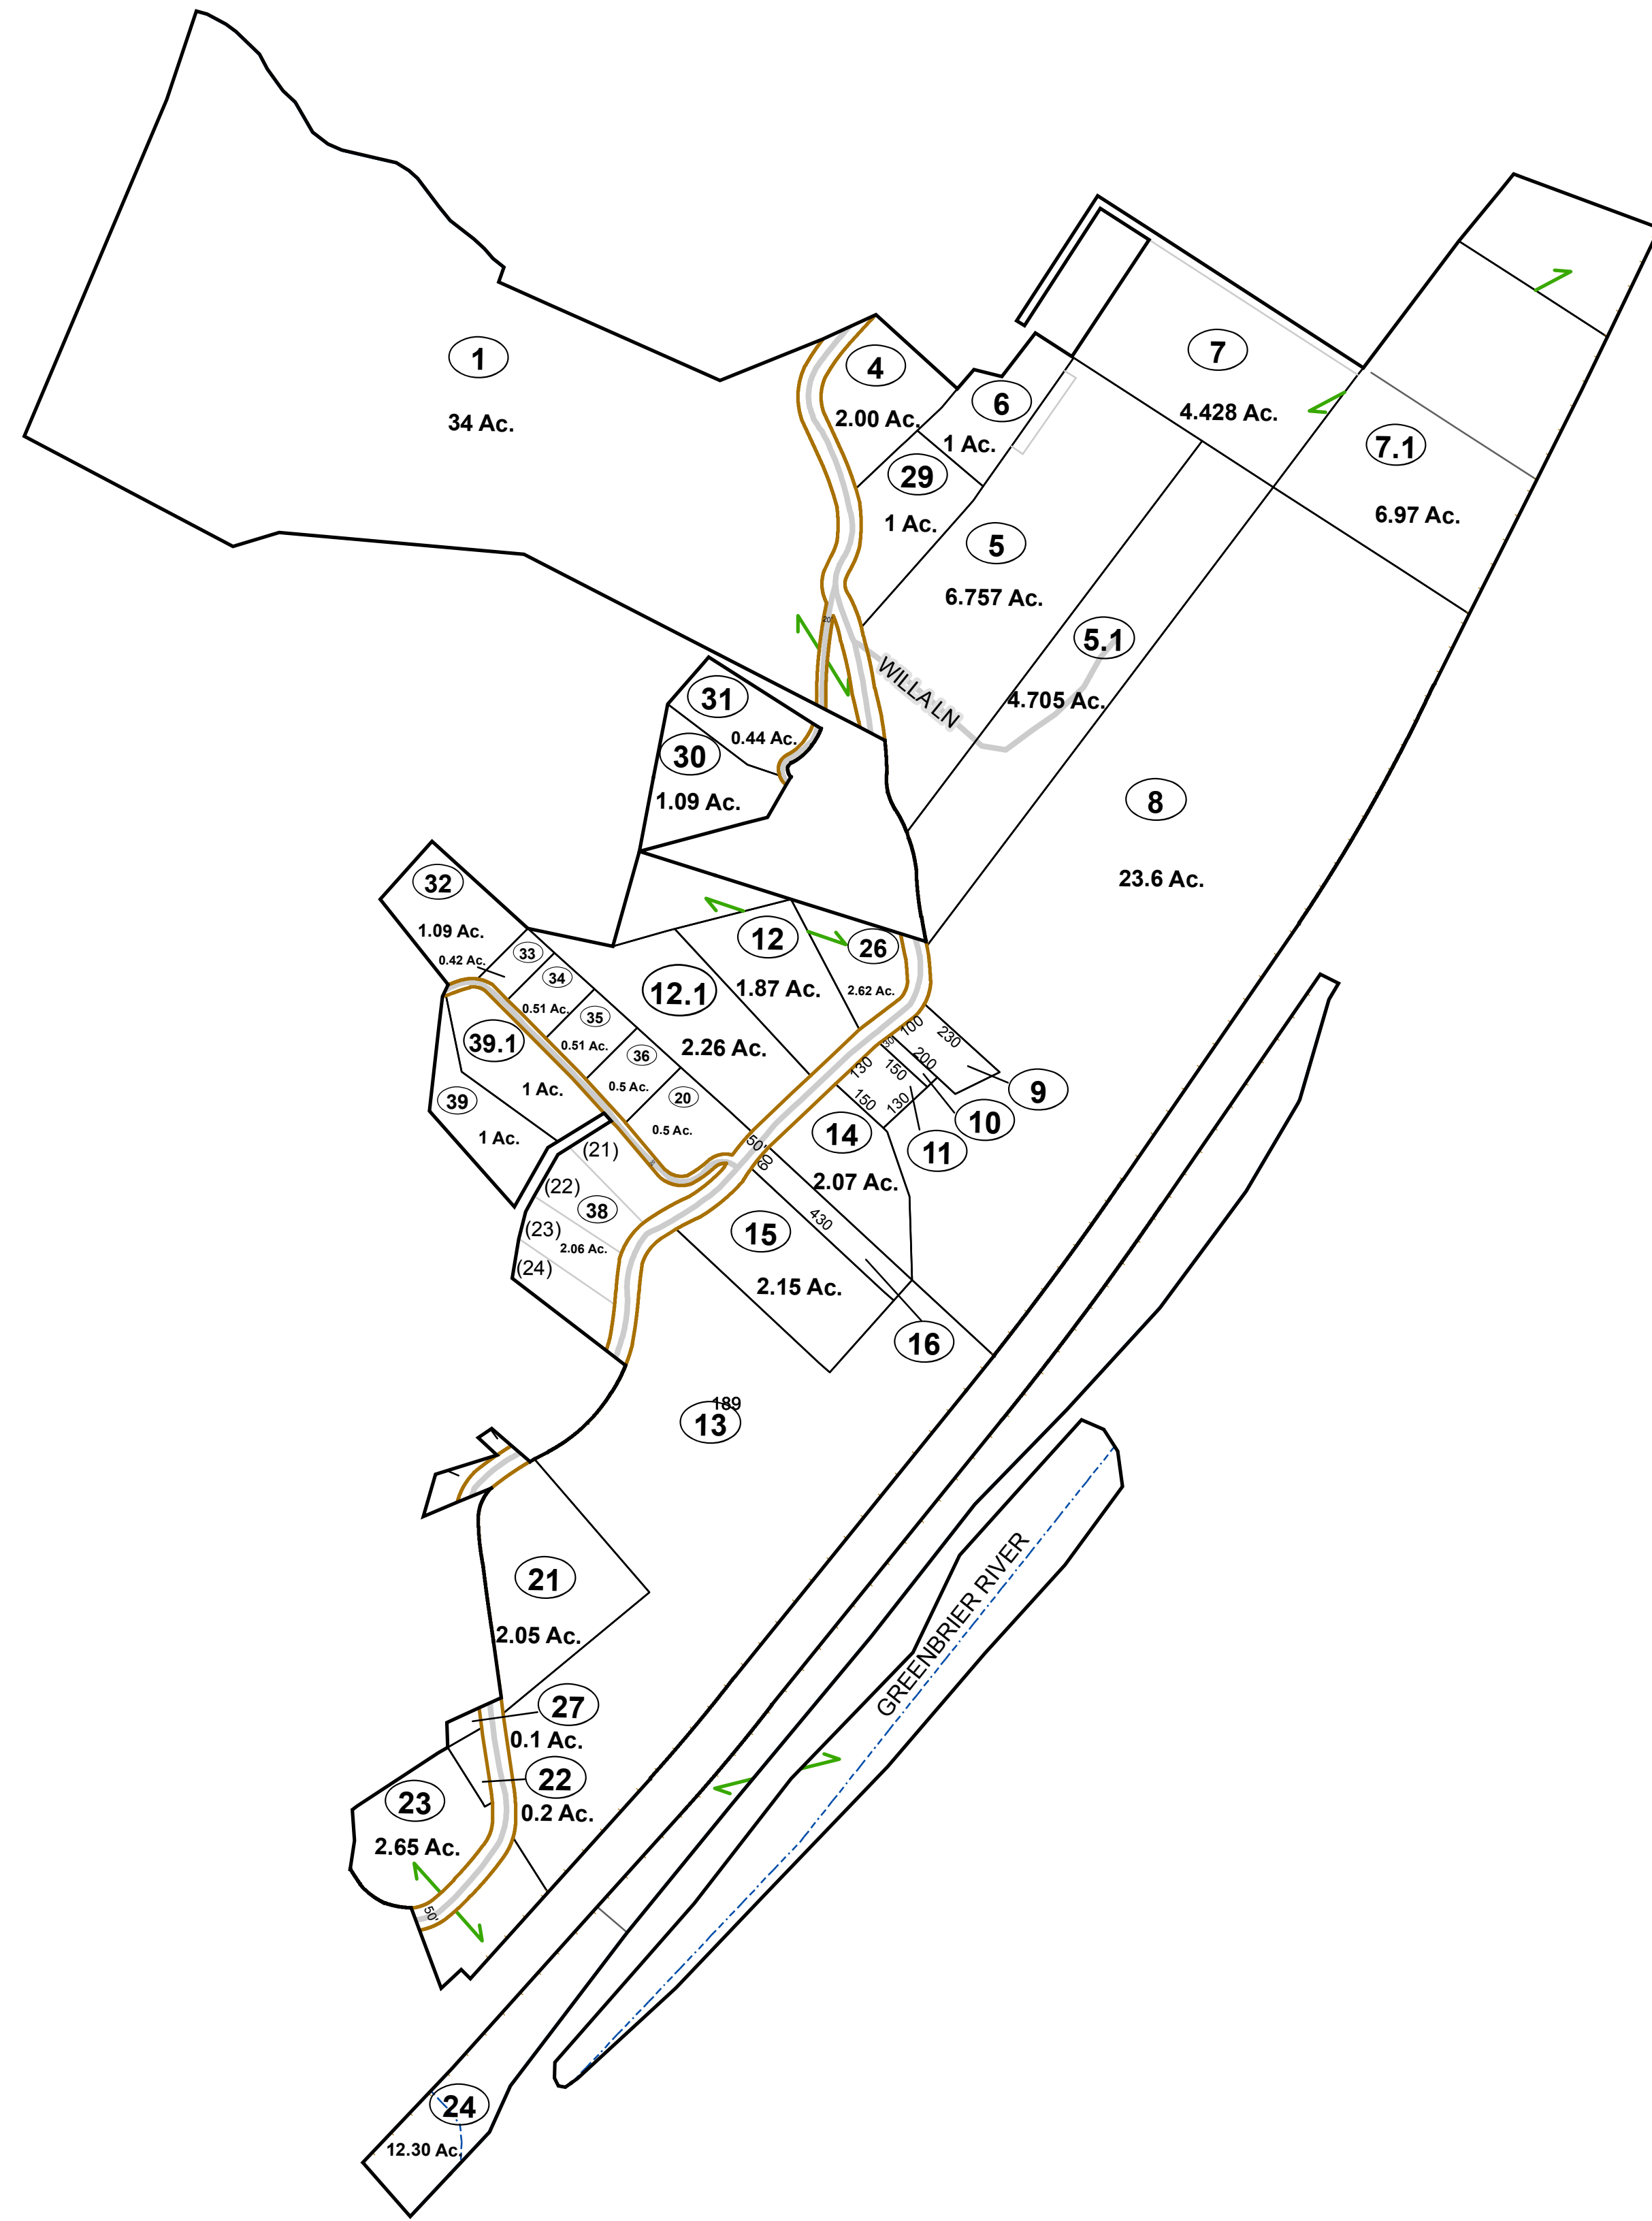 1
34 Ac.
4
2.00 Ac.
6
1 Ac.
29
1 Ac.
7
4.428 Ac.
7.1
6.97 Ac.
5
6.757 Ac.
20'
5.1
4.705 Ac.
WILLA LN
31
0.44 Ac.
30
1.09 Ac.
8
23.6 Ac.
32
1.09 Ac.
33
0.42 Ac.
34
0.51 Ac.
35
0.51 Ac.
36
0.5 Ac.
20
0.5 Ac.
12
1.87 Ac.
26
2.62 Ac.
12.1
2.26 Ac.
39.1
1 Ac.
39
1 Ac.
100
230
30
200
130
150
150
130
9
10
11
14
2.07 Ac.
50'
60
430
(21)
(22)
38
(23)
2.06 Ac.
(24)
15
2.15 Ac.
16
189
13
21
2.05 Ac.
GREENBRIER RIVER
27
0.1 Ac.
22
0.2 Ac.
23
2.65 Ac.
50'
24
12.30 Ac.